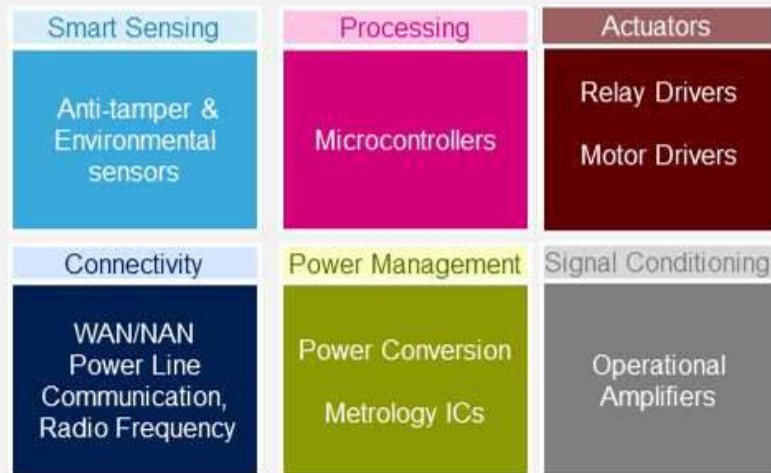 Smart Sensing
Anti-tamper &
Environmental
sensors
Processing
Microcontrollers
Actuators
Relay Drivers
Motor Drivers
Connectivity
WAN/NAN
Power Line
Communication,
Radio Frequency
Power Management
Power Conversion
Metrology ICs
Signal Conditioning
Operational
Amplifiers